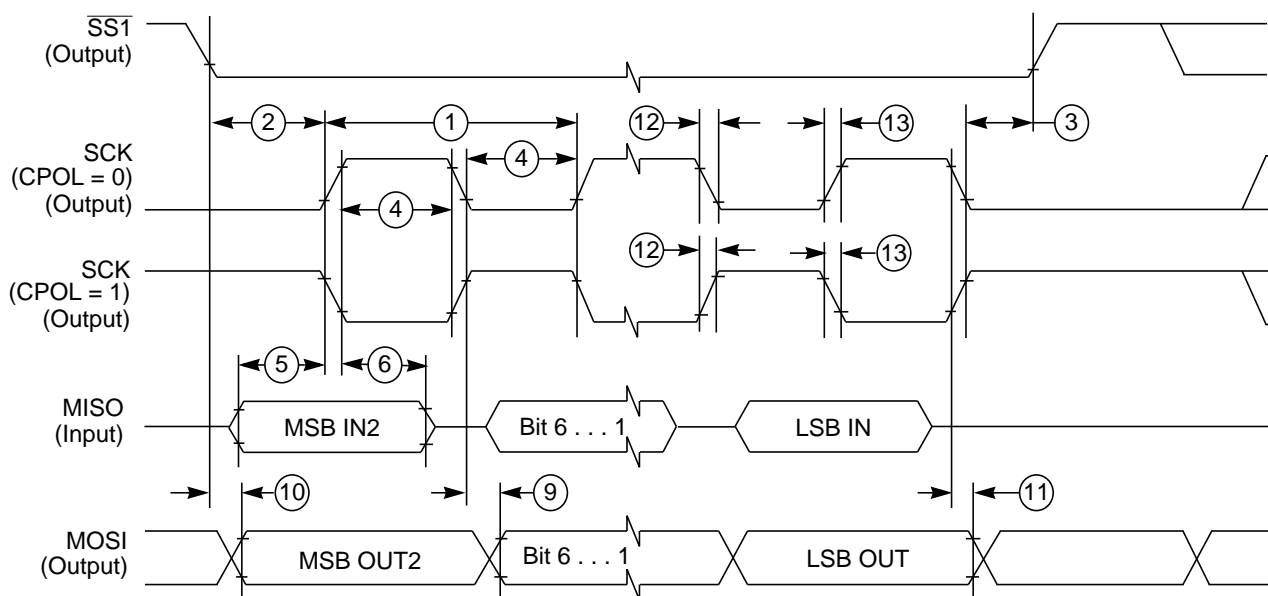 SS1
(Output)
2
1
12
13
3
SCK
(CPOL = 0)
(Output)
4
4
SCK
(CPOL = 1)
(Output)
12
13
5
6
MISO
(Input)
MSB IN2
Bit 6 . . . 1
LSB IN
10
9
11
MOSI
(Output)
MSB OUT2
Bit 6 . . . 1
LSB OUT